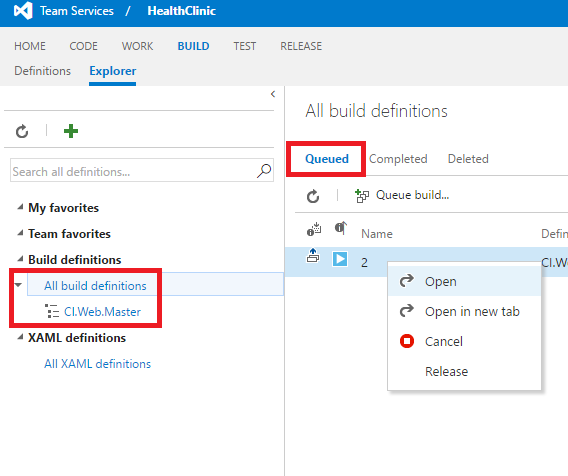 Team Services / HealthClinic
HOME CODE WORK BUILD TEST RELEASE
Definitions Explorer
Search all definitions...
My favorites
Team favorites
Build definitions
All build definitions
CI.Web.Master
XAML definitions
All XAML definitions
All build definitions
Queued Completed Deleted
Queue build...
Name Defin
2 CI.We
Open
Open in new tab
Cancel
Release